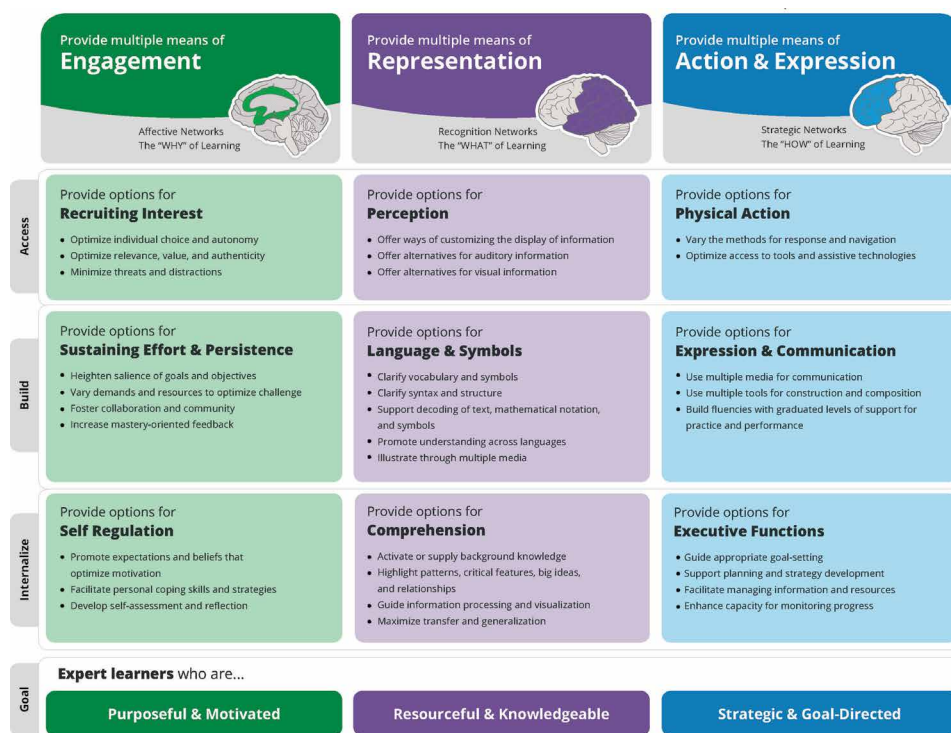 Provide multiple means of
Engagement
Affective Networks
The "WHY" of Learning
Provide multiple means of
Representation
Recognition Networks
The "WHAT" of Learning
Provide multiple means of
Action & Expression
Strategic Networks
The "HOW" of Learning
Access
Provide options for
Recruiting Interest
• Optimize individual choice and autonomy
• Optimize relevance, value, and authenticity
• Minimize threats and distractions
Provide options for
Perception
• Offer ways of customizing the display of information
• Offer alternatives for auditory information
• Offer alternatives for visual information
Provide options for
Physical Action
• Vary the methods for response and navigation
• Optimize access to tools and assistive technologies
Build
Provide options for
Sustaining Effort & Persistence
• Heighten salience of goals and objectives
• Vary demands and resources to optimize challenge
• Foster collaboration and community
• Increase mastery-oriented feedback
Provide options for
Language & Symbols
• Clarify vocabulary and symbols
• Clarify syntax and structure
• Support decoding of text, mathematical notation,
and symbols
• Promote understanding across languages
• Illustrate through multiple media
Provide options for
Expression & Communication
• Use multiple media for communication
• Use multiple tools for construction and composition
• Build fluencies with graduated levels of support for
practice and performance
Internalize
Provide options for
Self Regulation
• Promote expectations and beliefs that
optimize motivation
• Facilitate personal coping skills and strategies
• Develop self-assessment and reflection
Provide options for
Comprehension
• Activate or supply background knowledge
• Highlight patterns, critical features, big ideas,
and relationships
• Guide information processing and visualization
• Maximize transfer and generalization
Provide options for
Executive Functions
• Guide appropriate goal-setting
• Support planning and strategy development
• Facilitate managing information and resources
• Enhance capacity for monitoring progress
Goal
Expert learners who are...
Purposeful & Motivated
Resourceful & Knowledgeable
Strategic & Goal-Directed